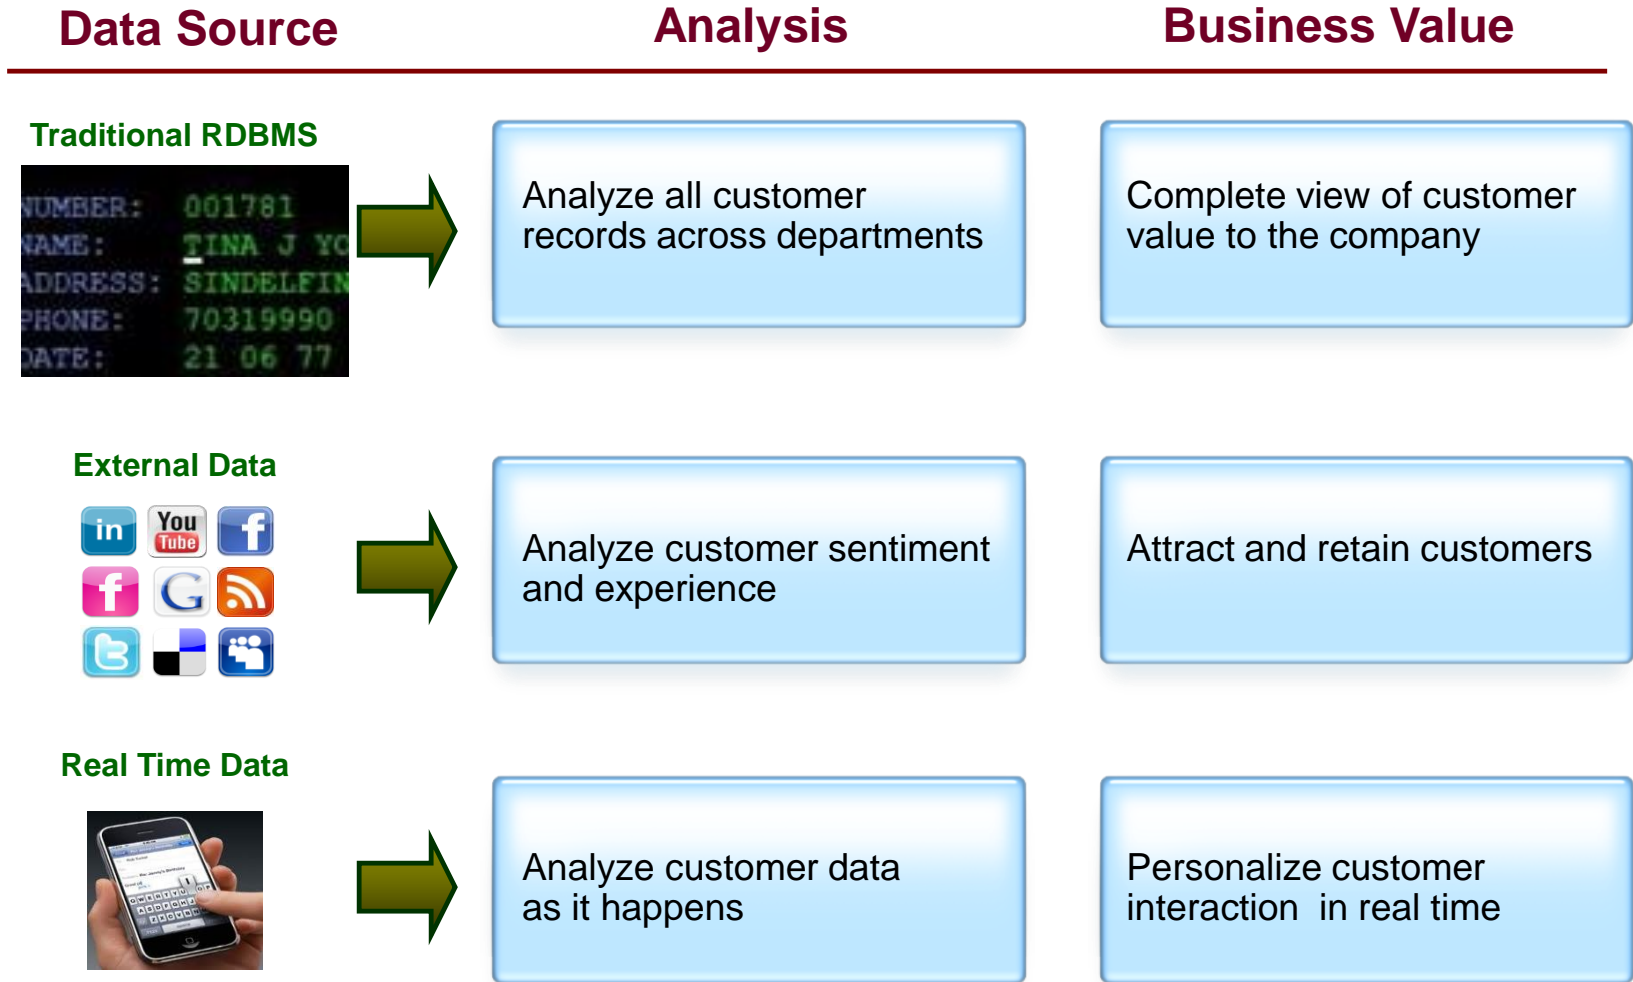 Data Source
Analysis
Business Value
Traditional RDBMS
NUMBER: 001781
NAME: TINA J YO
ADDRESS: SINDELFIN
PHONE: 70319990
DATE: 21 06 77
Analyze all customer
records across departments
Complete view of customer
value to the company
External Data
in
You
Tube
f
f
G
t
Analyze customer sentiment
and experience
Attract and retain customers
Real Time Data
Analyze customer data
as it happens
Personalize customer
interaction in real time